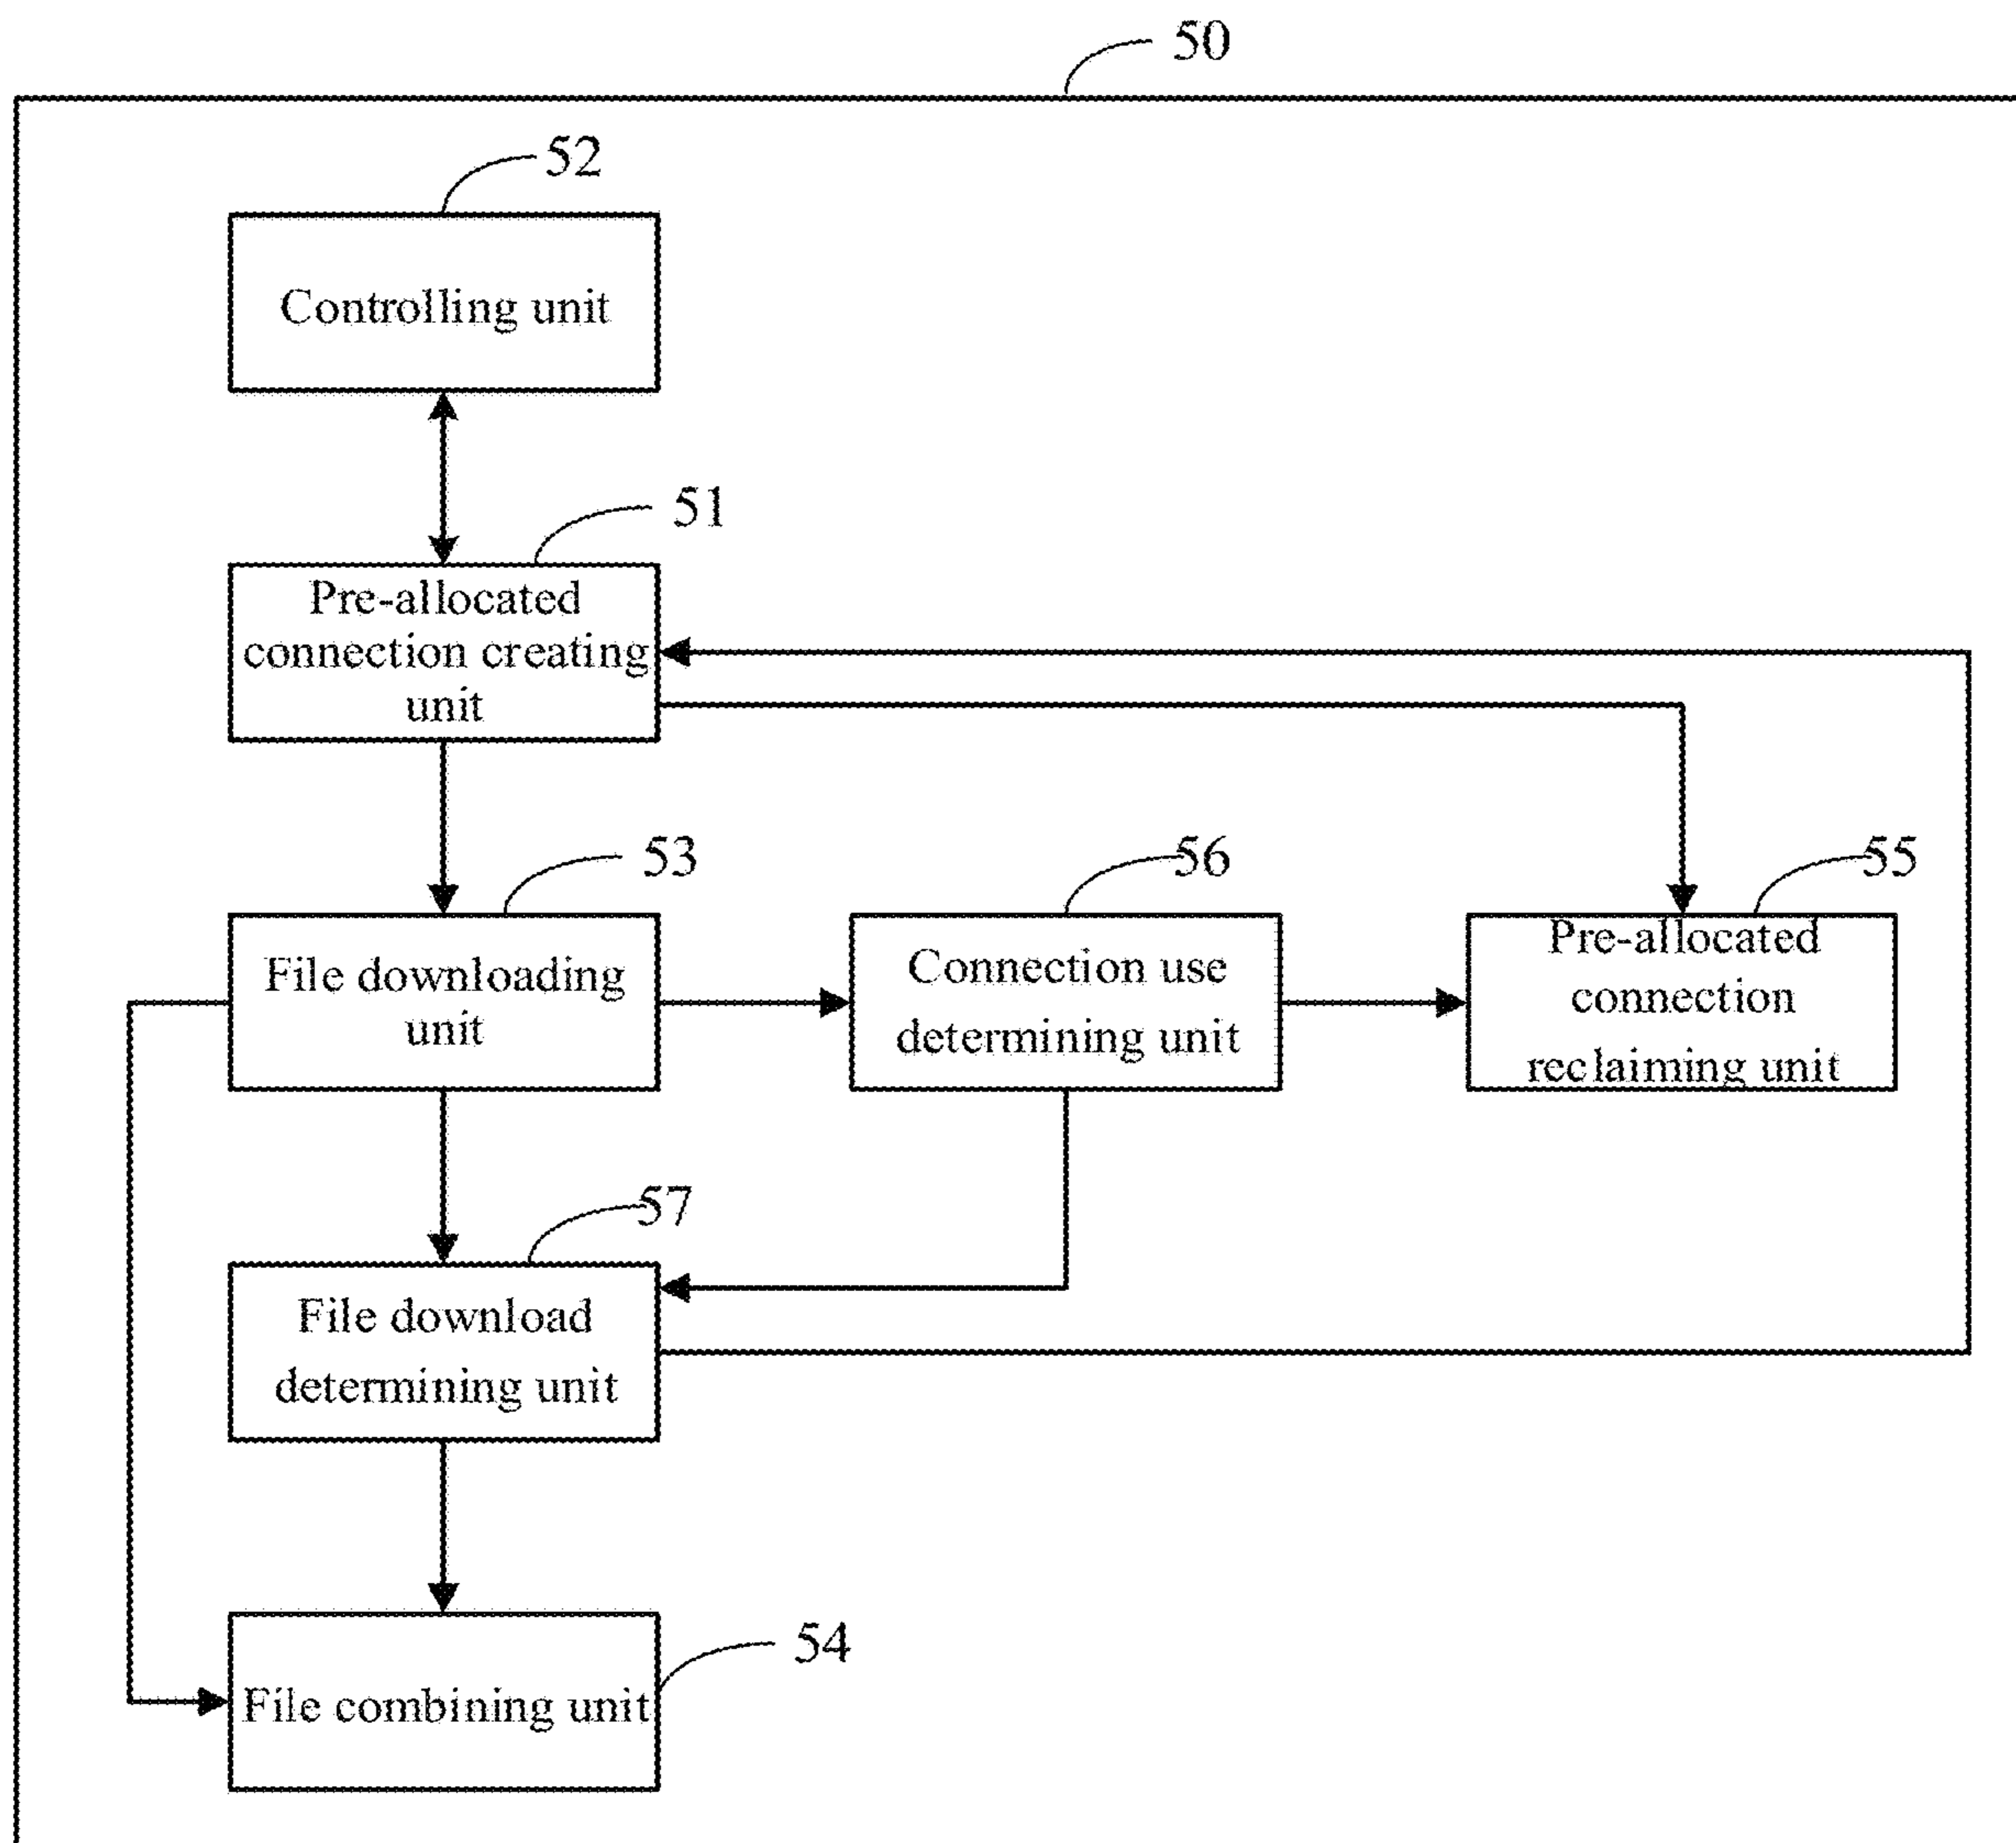 50
52
Controlling unit
51
Pre-allocated
connection creating
unit
53
File downloading
unit
56
Connection use
determining unit
55
Pre-allocated
connection
reclaiming unit
57
File download
determining unit
54
File combining unit